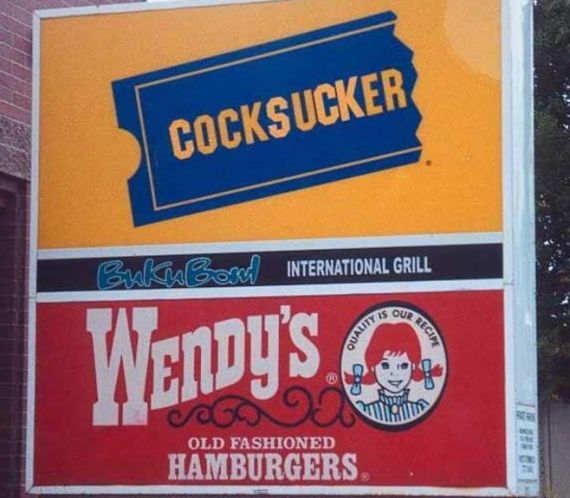 COCKSUCKER
BuKuBowl INTERNATIONAL GRILL
WENDY'S®
QUALITY IS OUR RECIPE
OLD FASHIONED
HAMBURGERS®